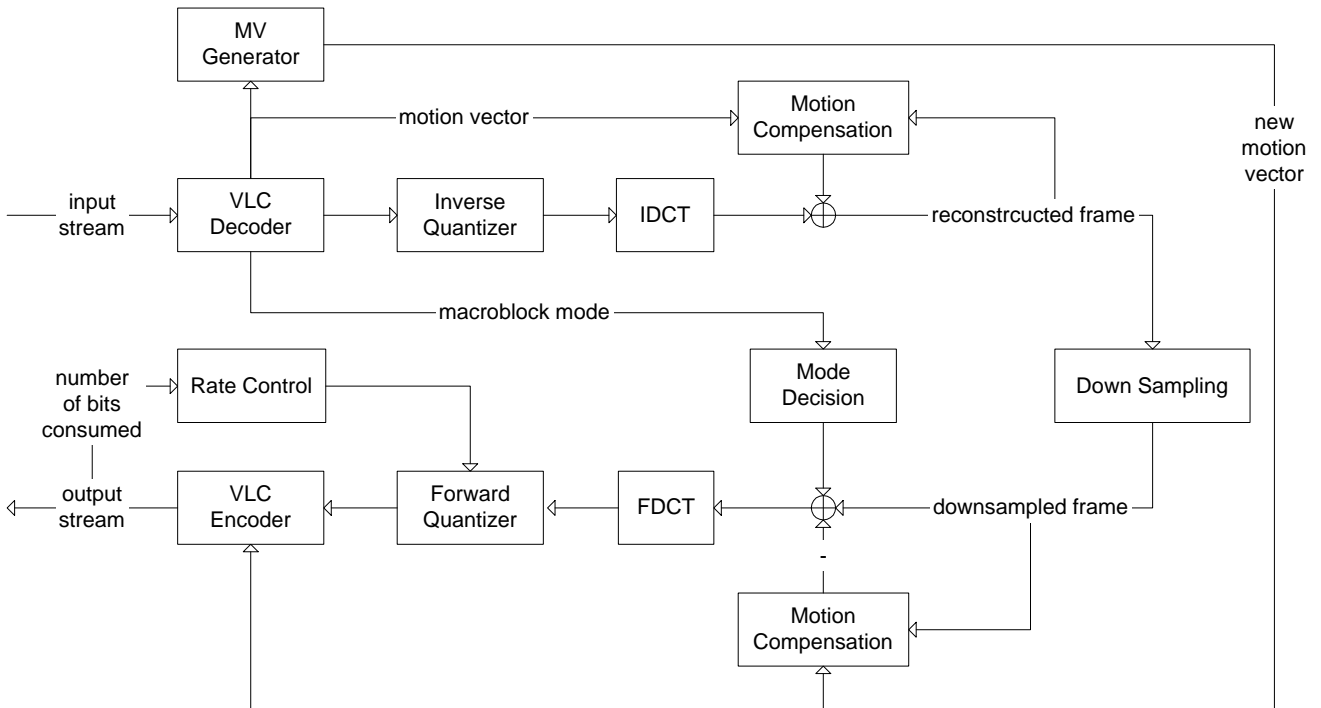 MV
Generator
motion vector
Motion
Compensation
new
motion
vector
input
stream
VLC
Decoder
Inverse
Quantizer
IDCT
reconstrcucted frame
macroblock mode
number
of bits
consumed
Rate Control
Mode
Decision
Down Sampling
output
stream
VLC
Encoder
Forward
Quantizer
FDCT
downsampled frame
-
Motion
Compensation